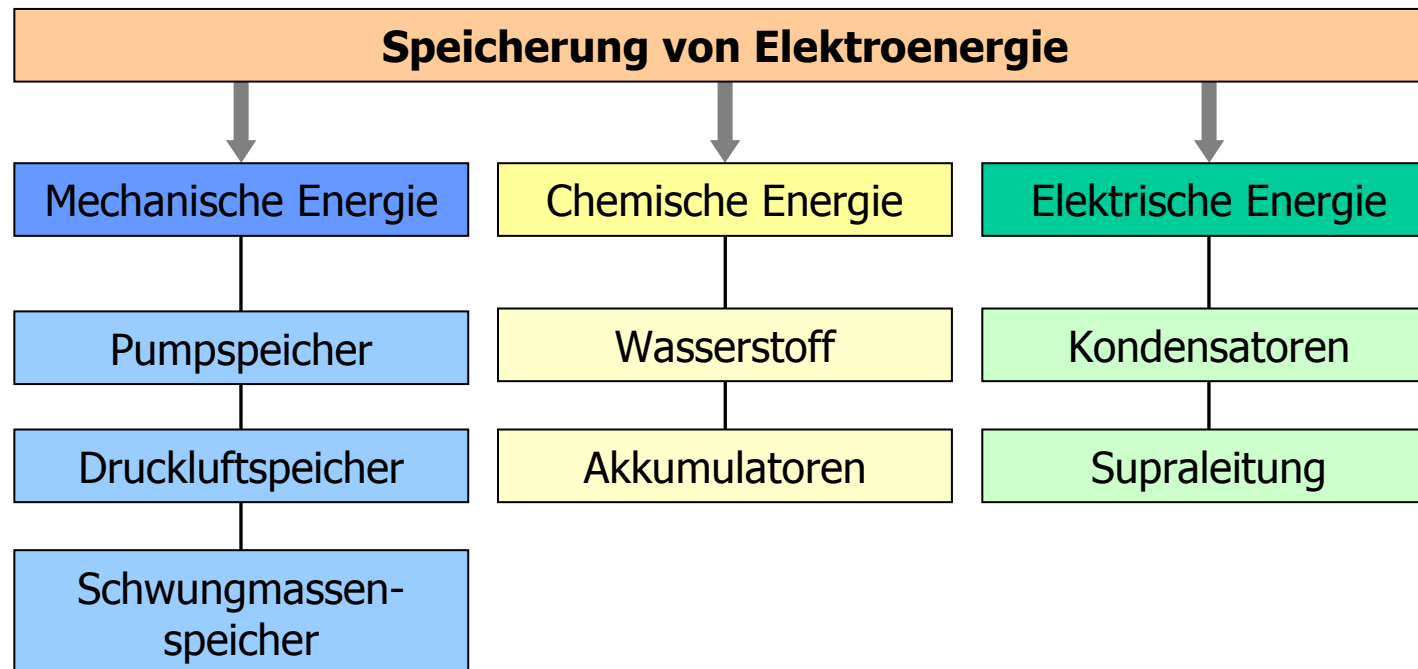 Speicherung von Elektroenergie
Mechanische Energie
Chemische Energie
Elektrische Energie
Pumpspeicher
Wasserstoff
Kondensatoren
Druckluftspeicher
Akkumulatoren
Supraleitung
Schwungmassen-
speicher